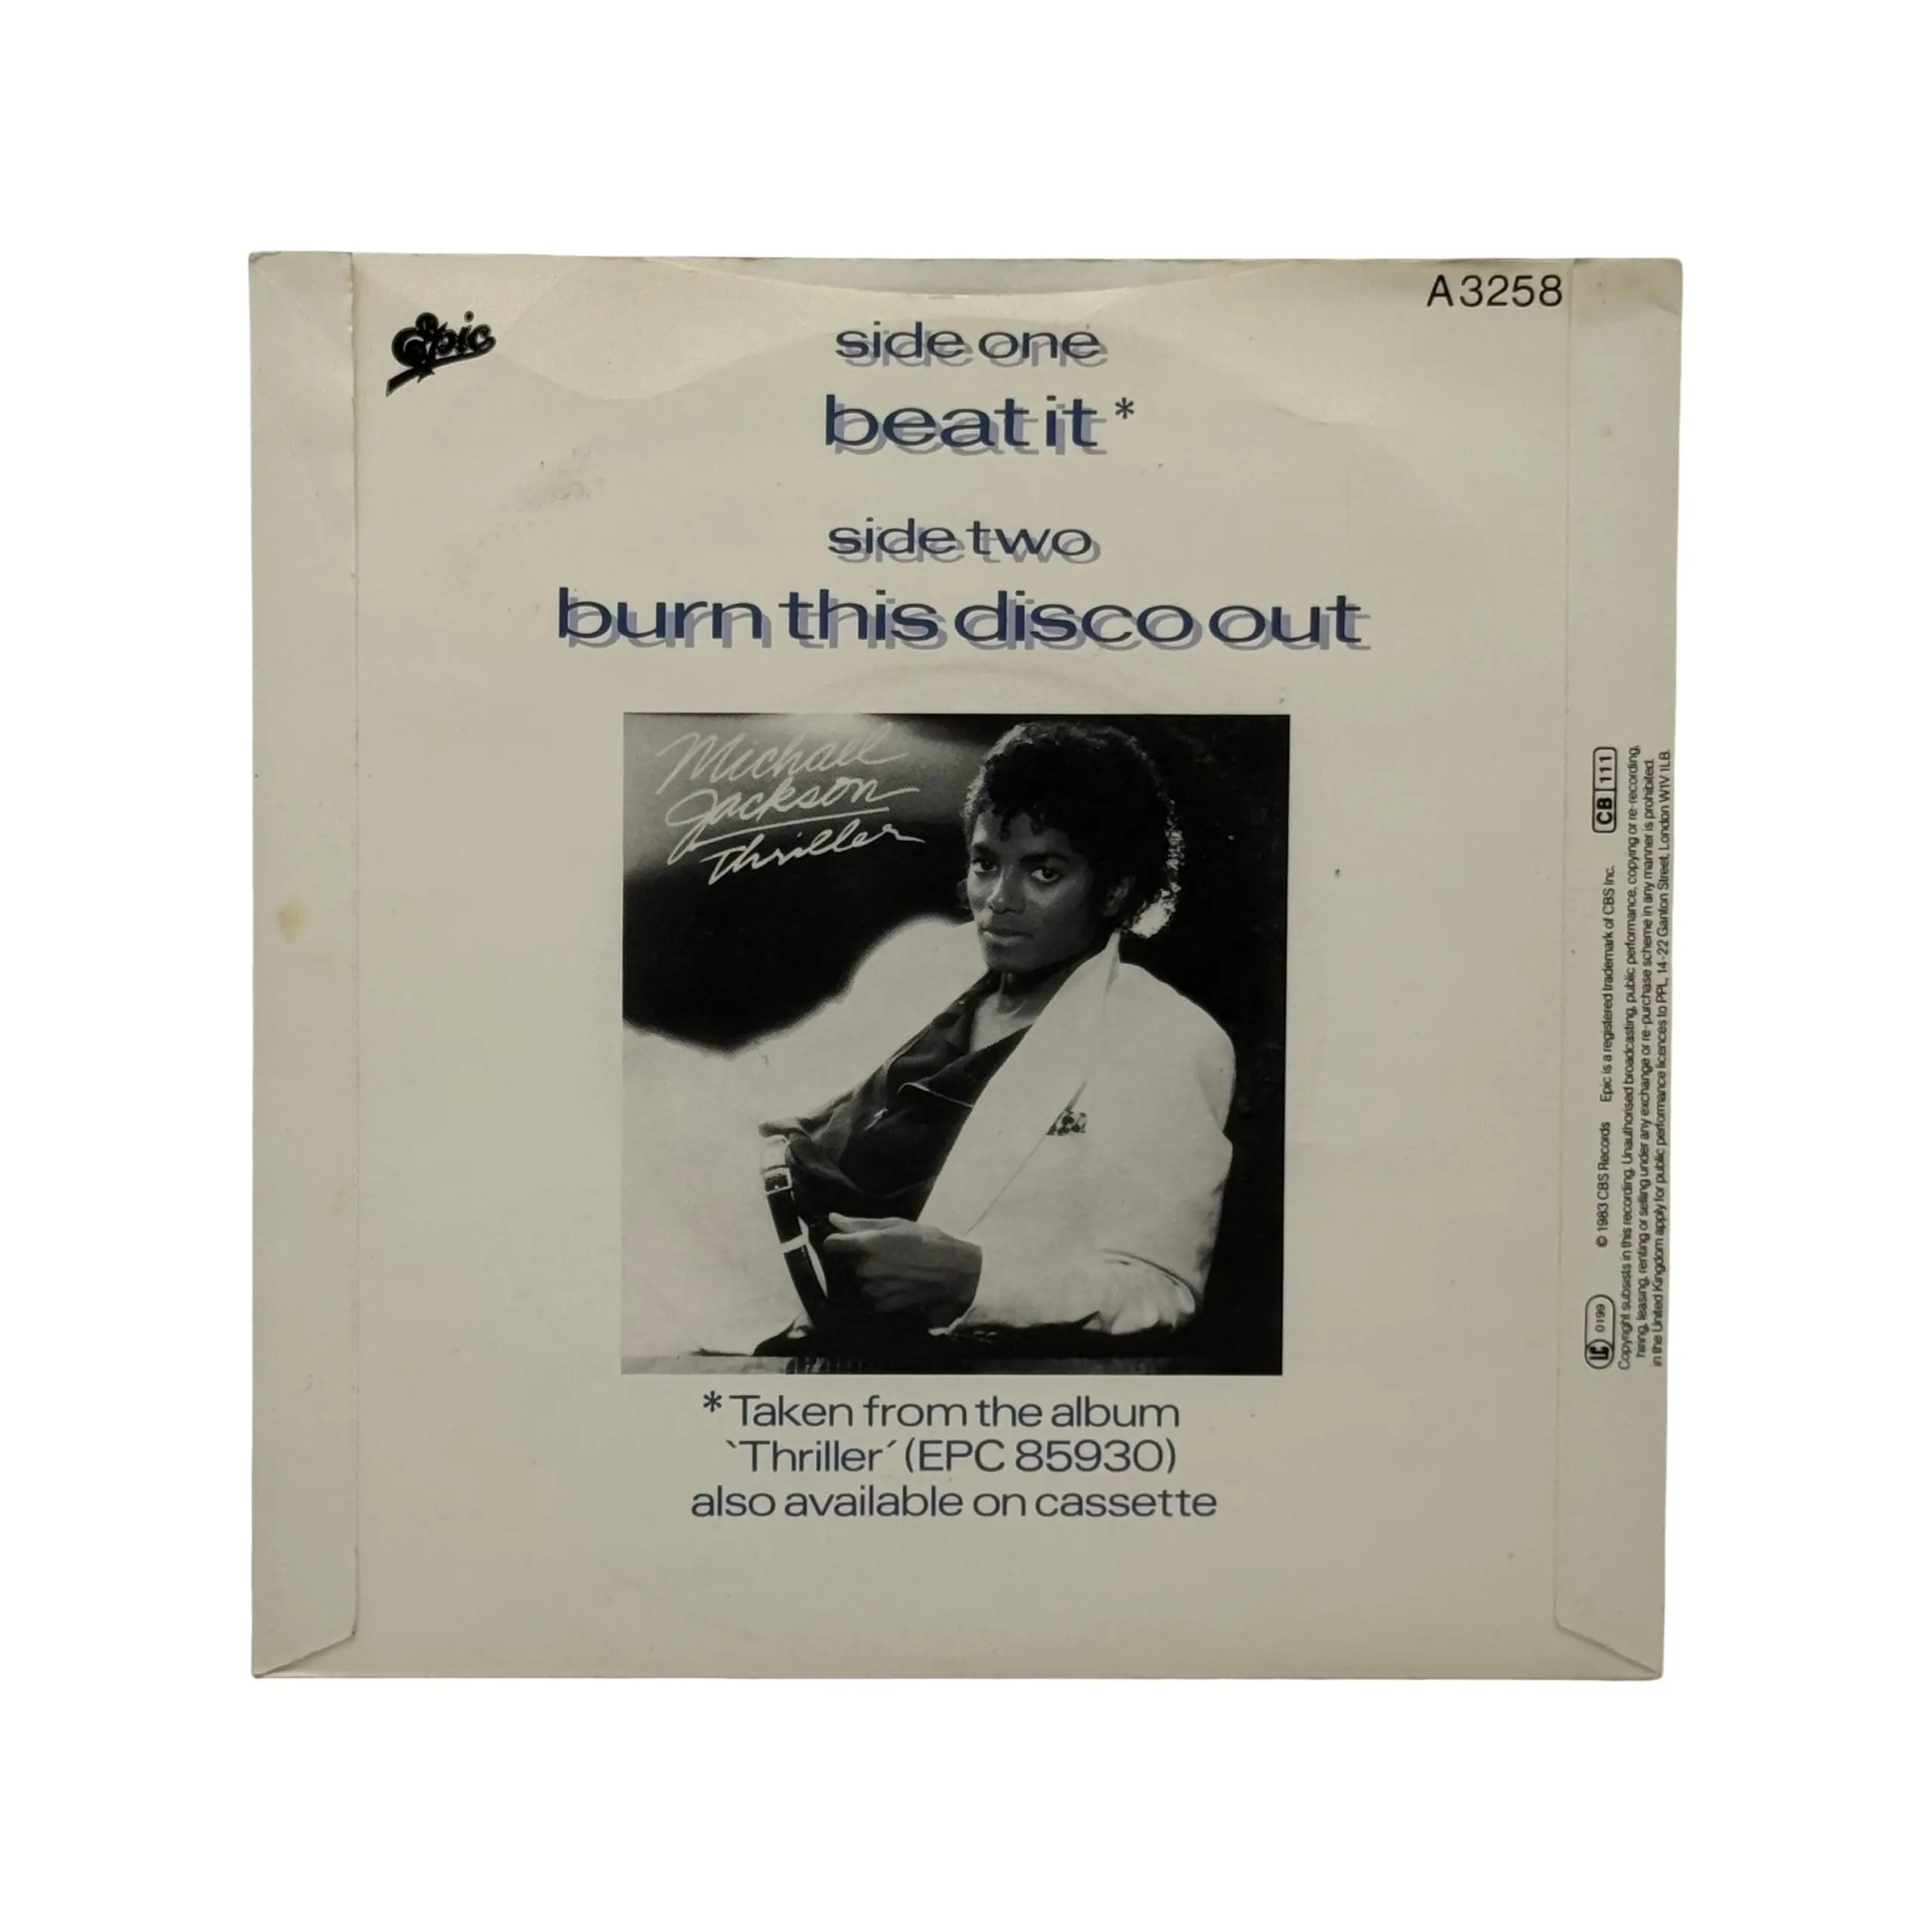 Epic
A3258
side one
beat it*
side two
burn this disco out
Michael
Jackson
Thriller
*Taken from the album
`Thriller´ (EPC 85930)
also available on cassette
LC 0199 © 1983 CBS Records Epic is a registered trademark of CBS Inc. CB 111
Copyright subsists in this recording. Unauthorised broadcasting, public performance, copying or re-recording,
hiring, leasing, renting or selling under any exchange or re-purchase scheme in any manner is prohibited.
in the United Kingdom apply for public performance licences to PPL, 14-22 Ganton Street, London W1V 1LB.